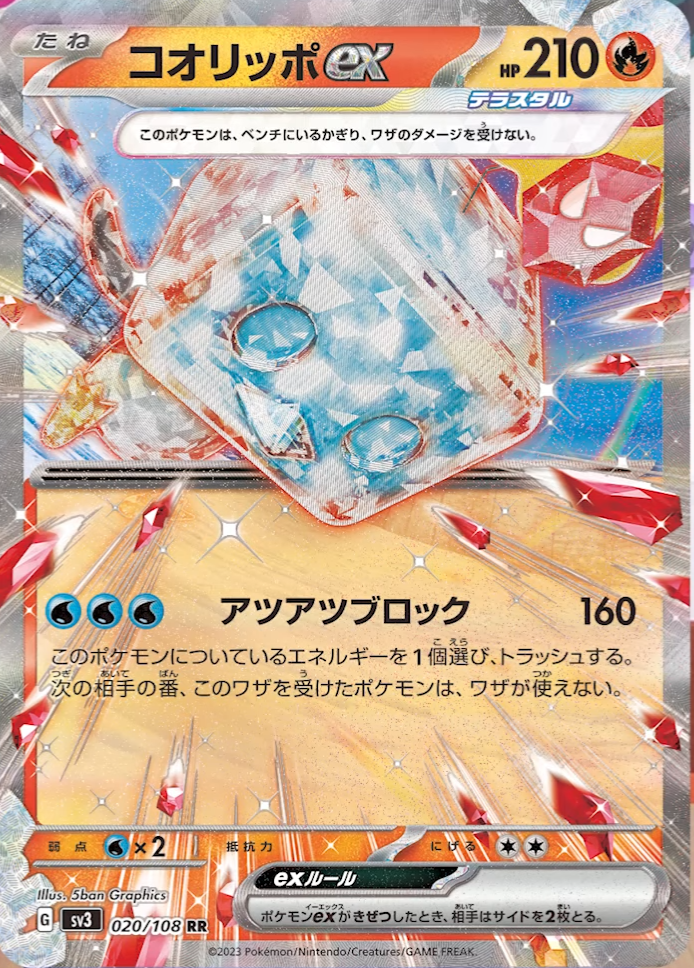 たね
コオリッポex
HP 210
テラスタル
このポケモンは、ベンチにいるかぎり、ワザのダメージを受けない。
アツアツブロック 160
このポケモンについているエネルギーを1個選び、トラッシュする。
次の相手の番、このワザを受けたポケモンは、ワザが使えない。
弱点 ×2 抵抗力 にげる
exルール
ポケモンexがきぜつしたとき、相手はサイドを2枚とる。
Illus. 5ban Graphics
G sv3 020/108 RR
©2023 Pokémon/Nintendo/Creatures/GAME FREAK.